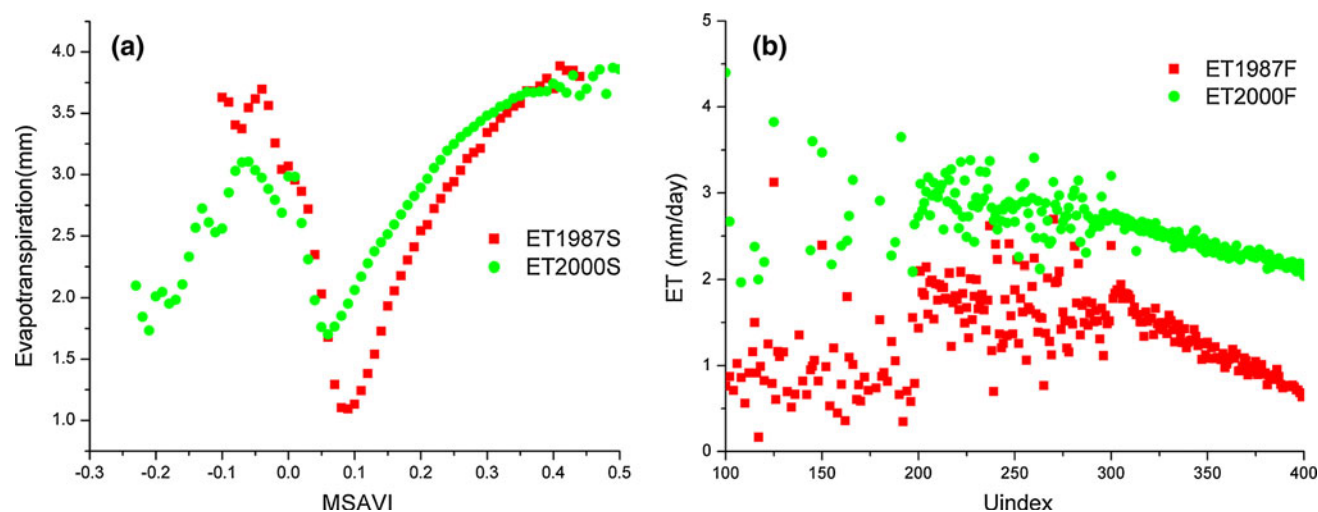 (a)
Evapotranspiration(mm)
4.0
3.5
3.0
2.5
2.0
1.5
1.0
ET1987S
ET2000S
-0.3 -0.2 -0.1 0.0 0.1 0.2 0.3 0.4 0.5
MSAVI
(b)
ET (mm/day)
5
4
3
2
1
0
ET1987F
ET2000F
100 150 200 250 300 350 400
Uindex